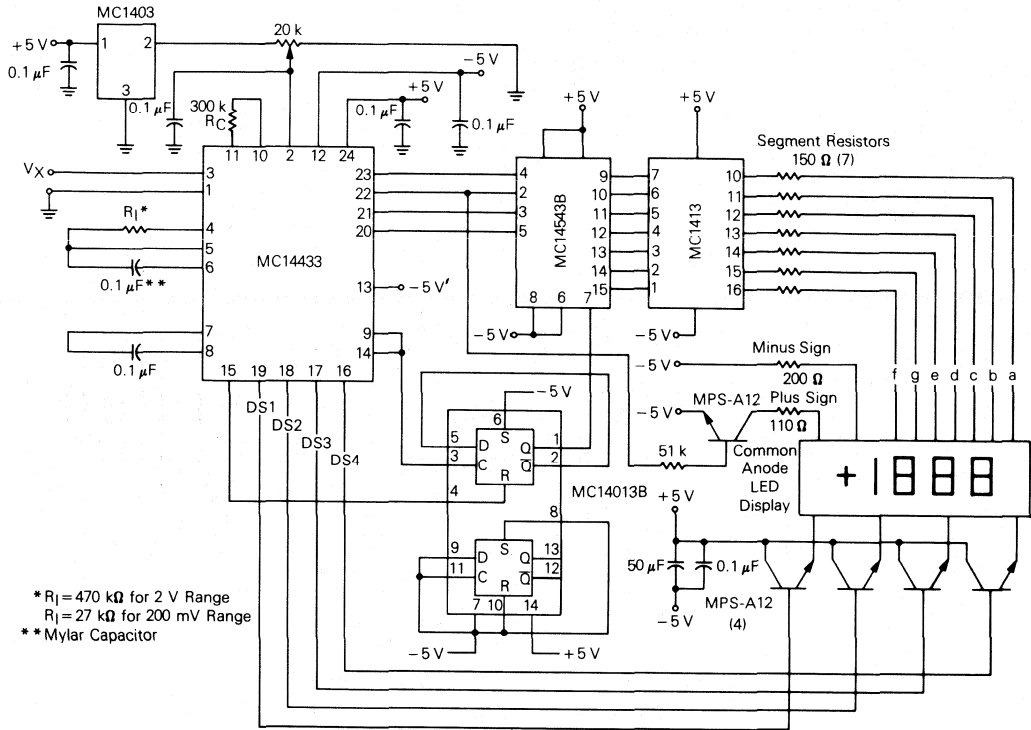 MC1403
+5 V
1
2
3
0.1 µF
20 k
-5 V
+5 V
0.1 µF
0.1 µF
0.1 µF
300 k
RC
11 10 2 12 24
VX
3
1
RI*
4
5
6
0.1 µF**
7
8
0.1 µF
MC14433
23
22
21
20
13
-5 V'
9
14
15 19 18 17 16
DS1
DS2
DS3
DS4
+5 V
4
2
3
5
MC14543B
9
10
11
12
13
14
15
8 6 7
-5 V
+5 V
7
6
5
4
3
2
1
MC1413
10
11
12
13
14
15
16
-5 V
Segment Resistors
150 Ω (7)
Minus Sign
200 Ω
-5 V
MPS-A12
Plus Sign
110 Ω
-5 V
51 k
f g e d c b a
Common
Anode
LED
Display
+1888
-5 V
6
5 D S Q 1
3 C Q 2
R
4
MC14013B
8
9 D S Q 13
11 C Q 12
R
7 10 14
-5 V
+5 V
+5 V
50 µF
0.1 µF
-5 V
MPS-A12
(4)
*RI = 470 kΩ for 2 V Range
RI = 27 kΩ for 200 mV Range
**Mylar Capacitor